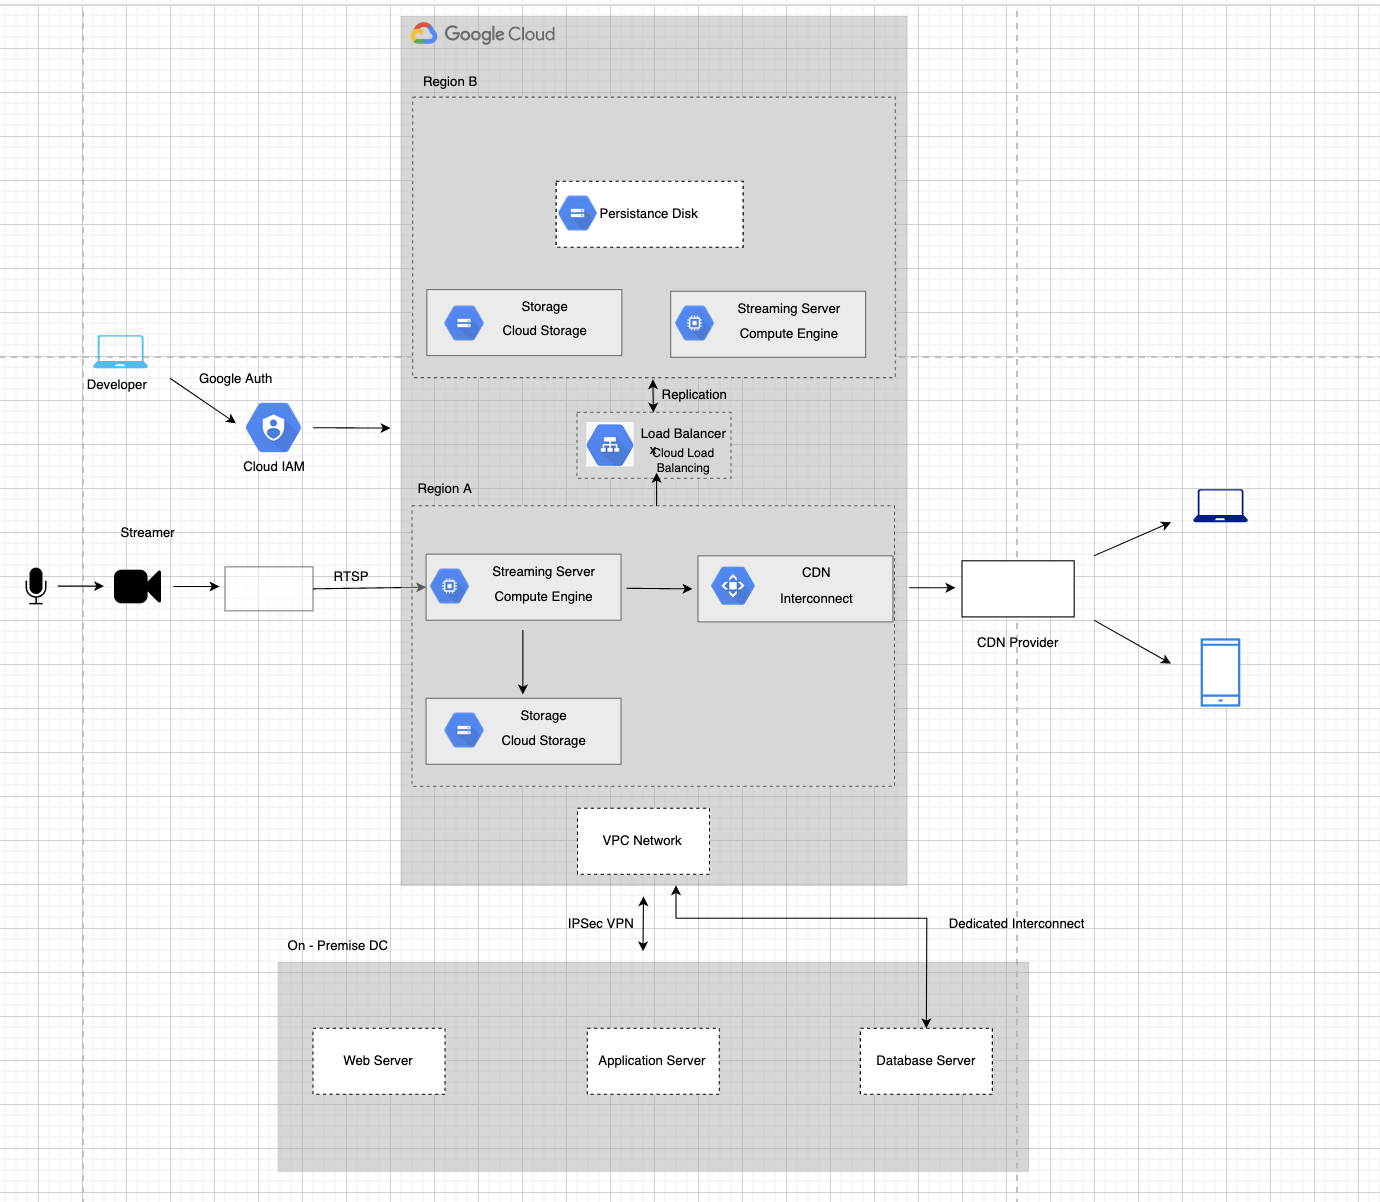 Google Cloud
Region B
Persistance Disk
Storage
Cloud Storage
Streaming Server
Compute Engine
Developer
Google Auth
Cloud IAM
Replication
Load Balancer
x
Cloud Load
Balancing
Region A
Streamer
RTSP
Streaming Server
Compute Engine
CDN
Interconnect
CDN Provider
Storage
Cloud Storage
VPC Network
IPSec VPN
Dedicated Interconnect
On - Premise DC
Web Server
Application Server
Database Server